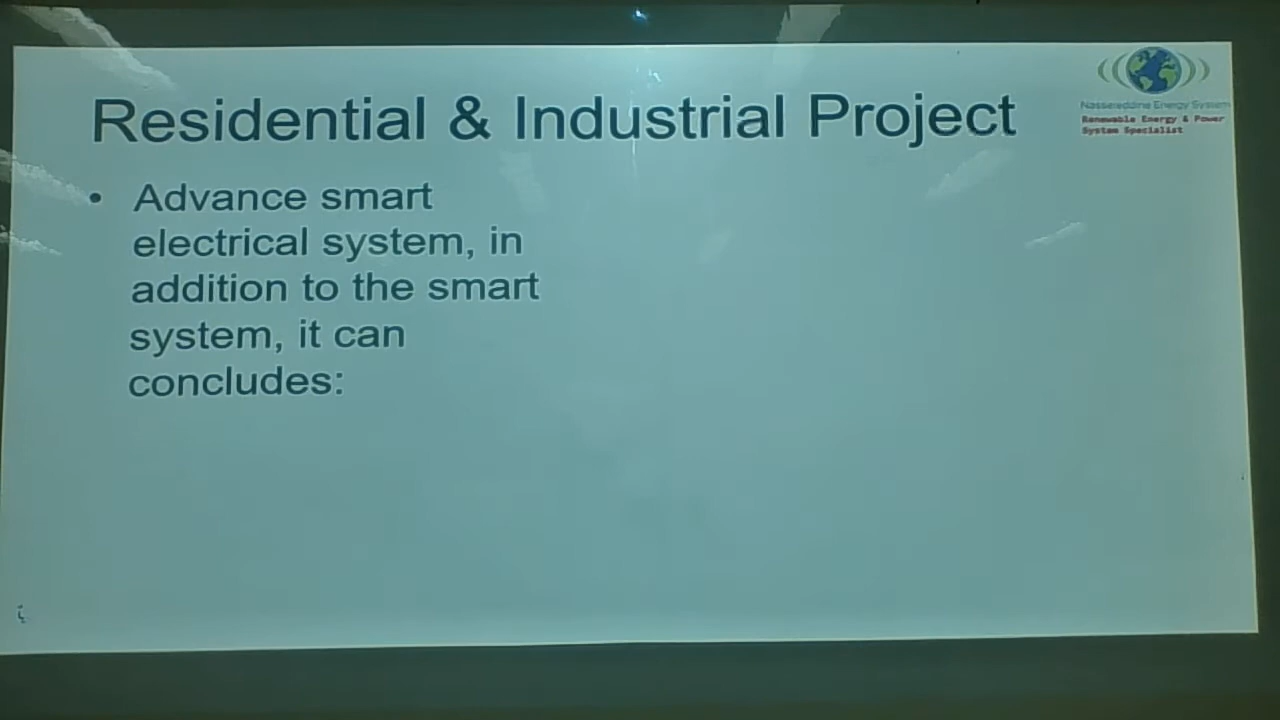 Residential & Industrial Project
Nasseleddine Energy System
Renewable Energy & Power
System Specialist
• Advance smart
electrical system, in
addition to the smart
system, it can
concludes: